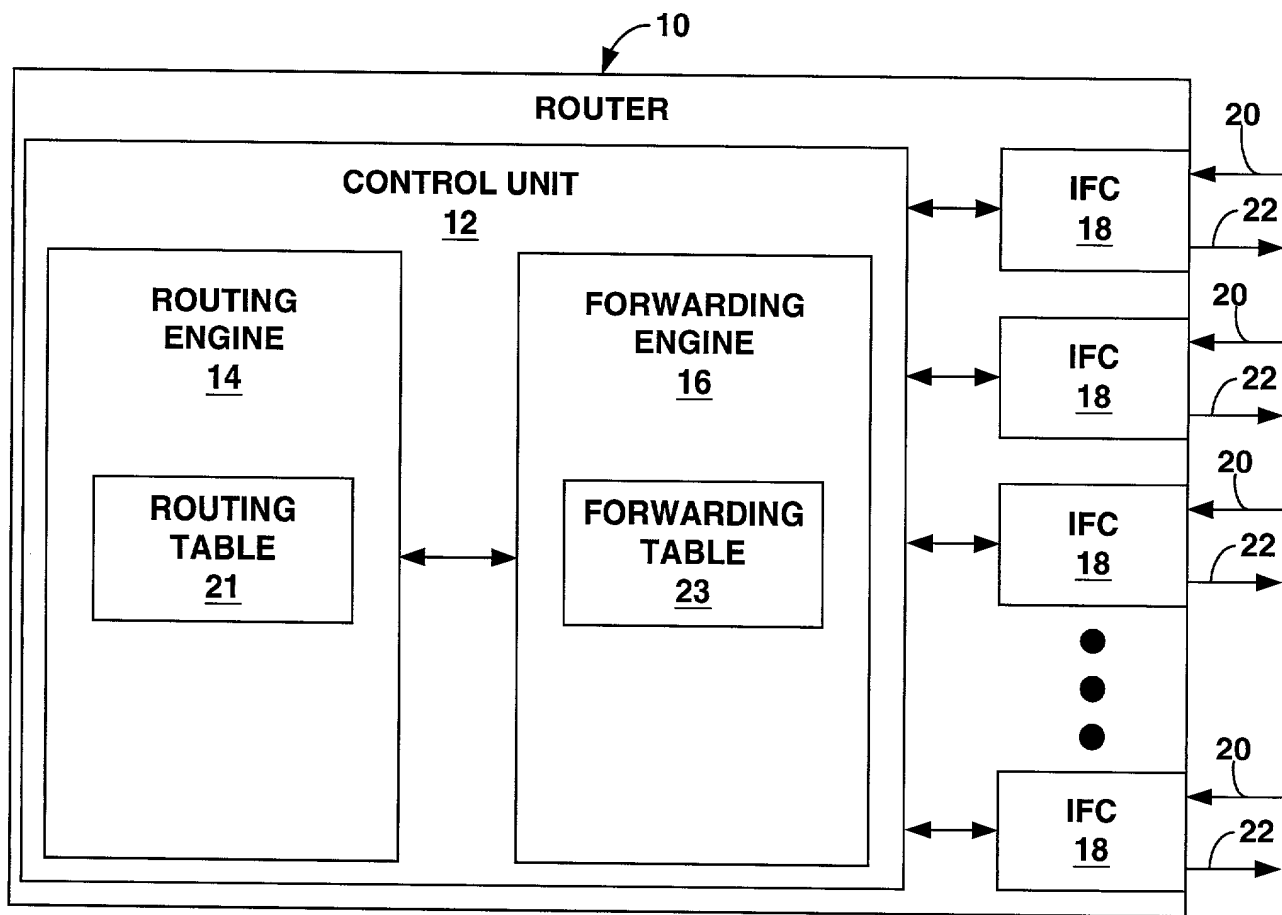 10
ROUTER
CONTROL UNIT
12
ROUTING
ENGINE
14
ROUTING
TABLE
21
FORWARDING
ENGINE
16
FORWARDING
TABLE
23
IFC
18
20
22
IFC
18
20
22
IFC
18
20
22
IFC
18
20
22